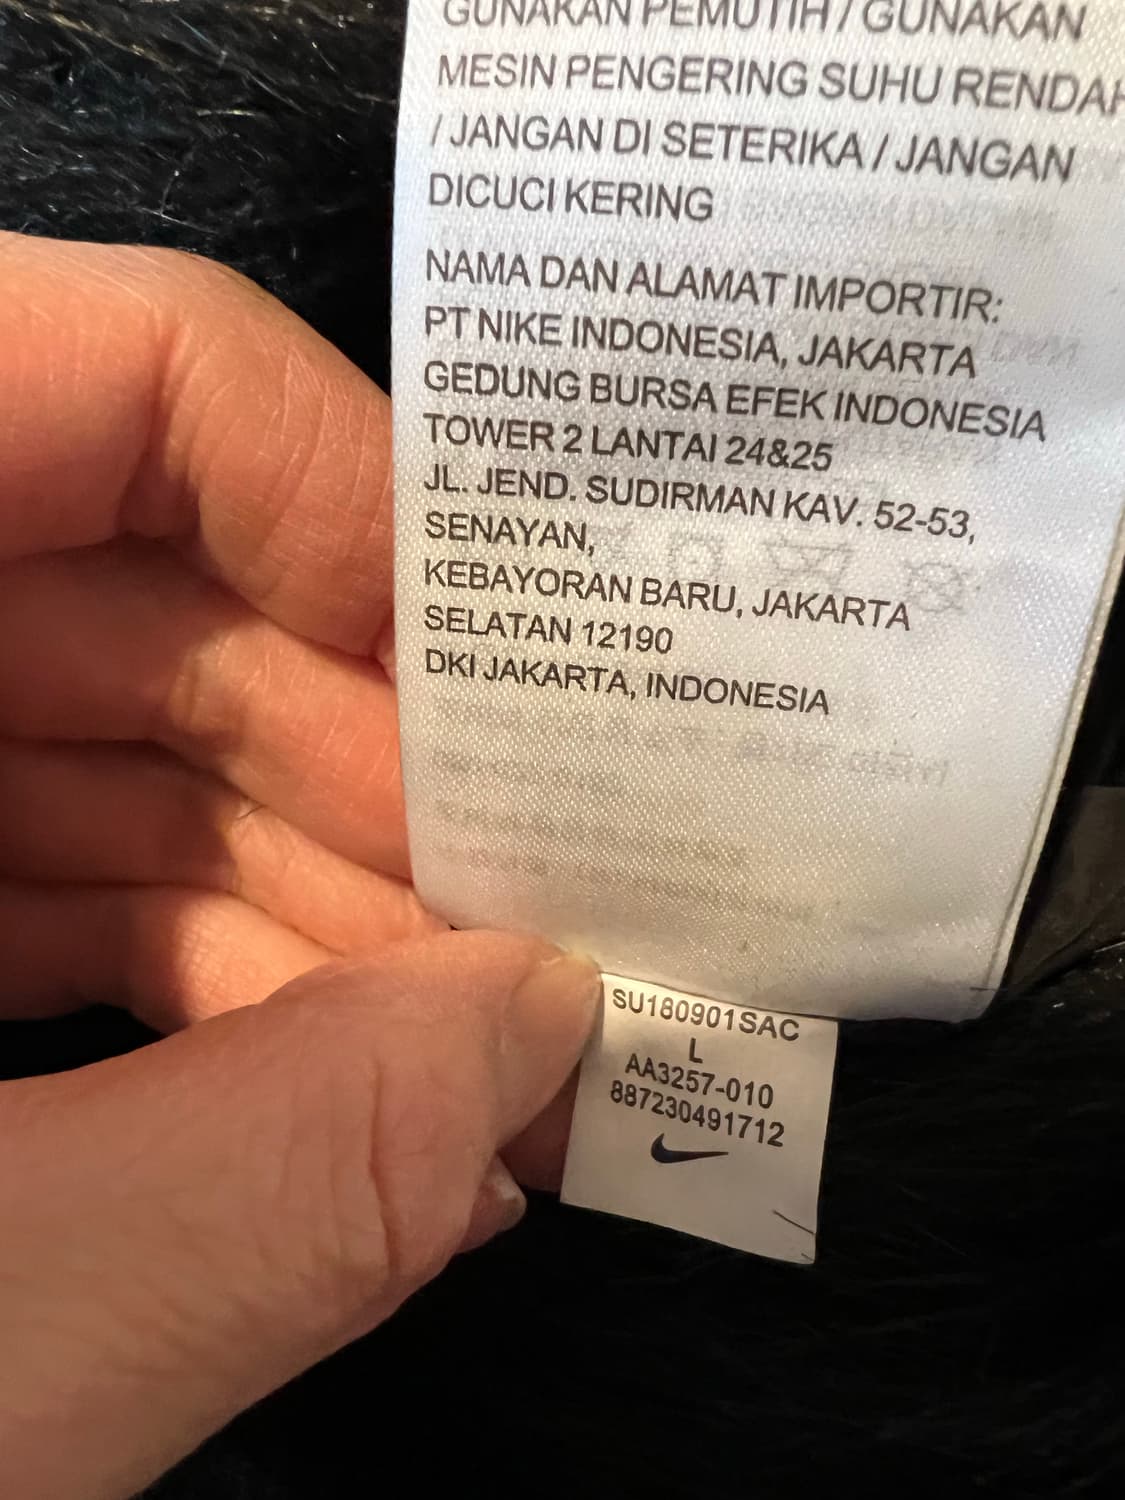 GUNAKAN PEMUTIH / GUNAKAN
MESIN PENGERING SUHU RENDAH
/ JANGAN DI SETERIKA / JANGAN
DICUCI KERING
NAMA DAN ALAMAT IMPORTIR:
PT NIKE INDONESIA, JAKARTA
GEDUNG BURSA EFEK INDONESIA
TOWER 2 LANTAI 24&25
JL. JEND. SUDIRMAN KAV. 52-53,
SENAYAN,
KEBAYORAN BARU, JAKARTA
SELATAN 12190
DKI JAKARTA, INDONESIA
SU180901SAC
L
AA3257-010
887230491712